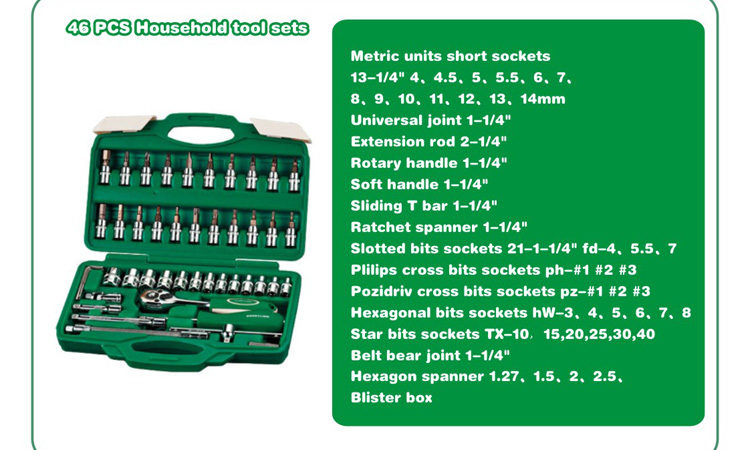 46 PCS Household tool sets
Metric units short sockets
13-1/4" 4、4.5、5、5.5、6、7、
8、9、10、11、12、13、14mm
Universal joint 1-1/4"
Extension rod 2-1/4"
Rotary handle 1-1/4"
Soft handle 1-1/4"
Sliding T bar 1-1/4"
Ratchet spanner 1-1/4"
Slotted bits sockets 21-1-1/4" fd-4、5.5、7
Plilips cross bits sockets ph-#1 #2 #3
Pozidriv cross bits sockets pz-#1 #2 #3
Hexagonal bits sockets hW-3、4、5、6、7、8
Star bits sockets TX-10，15,20,25,30,40
Belt bear joint 1-1/4"
Hexagon spanner 1.27、1.5、2、2.5、
Blister box